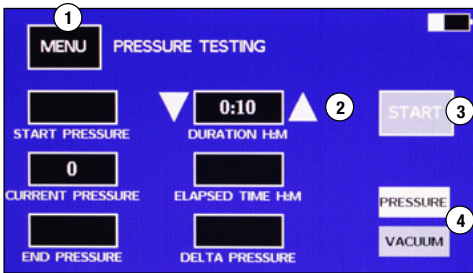 1
MENU PRESSURE TESTING
0:10 2 START 3
START PRESSURE DURATION H:M
0
CURRENT PRESSURE ELAPSED TIME H:M
PRESSURE
4
VACUUM
END PRESSURE DELTA PRESSURE